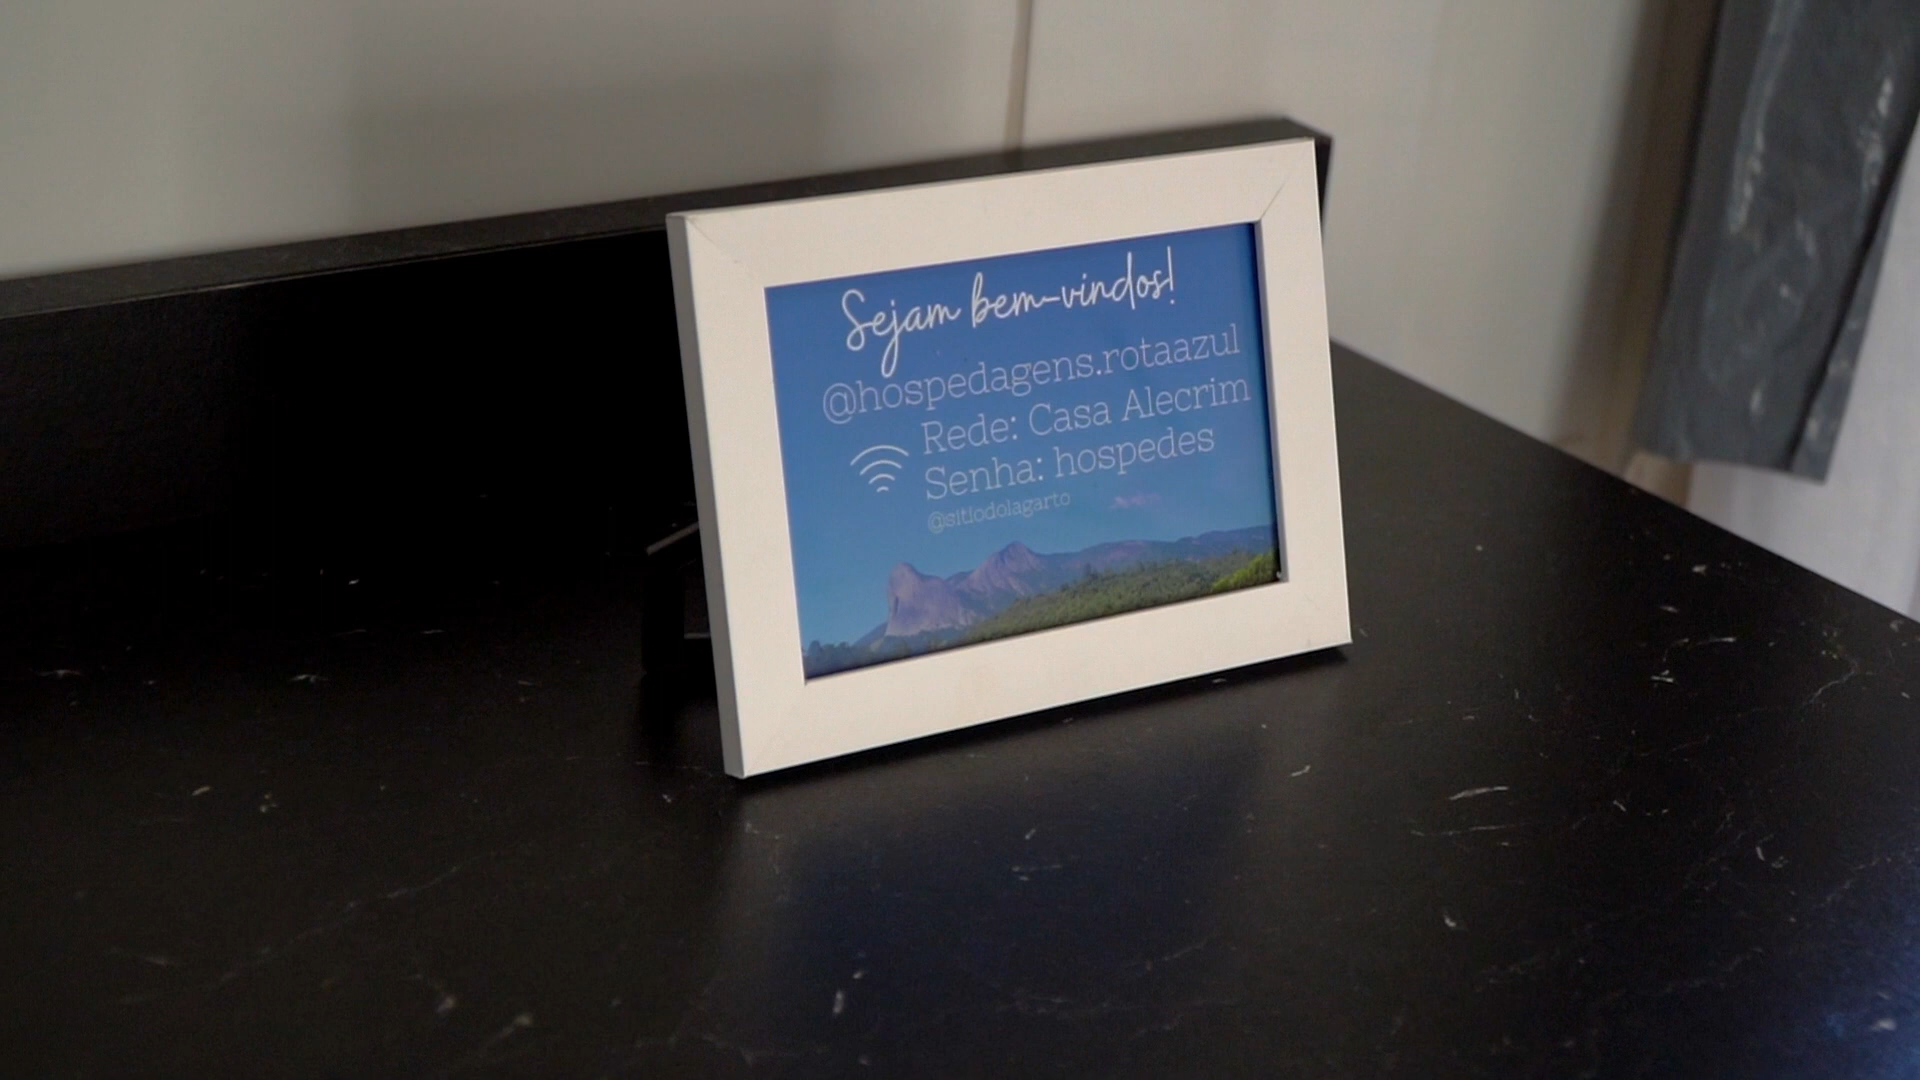 Sejam bem-vindos!
@hospedagens.rotaazul
Rede: Casa Alecrim
Senha: hospedes
@sitiodolagarto